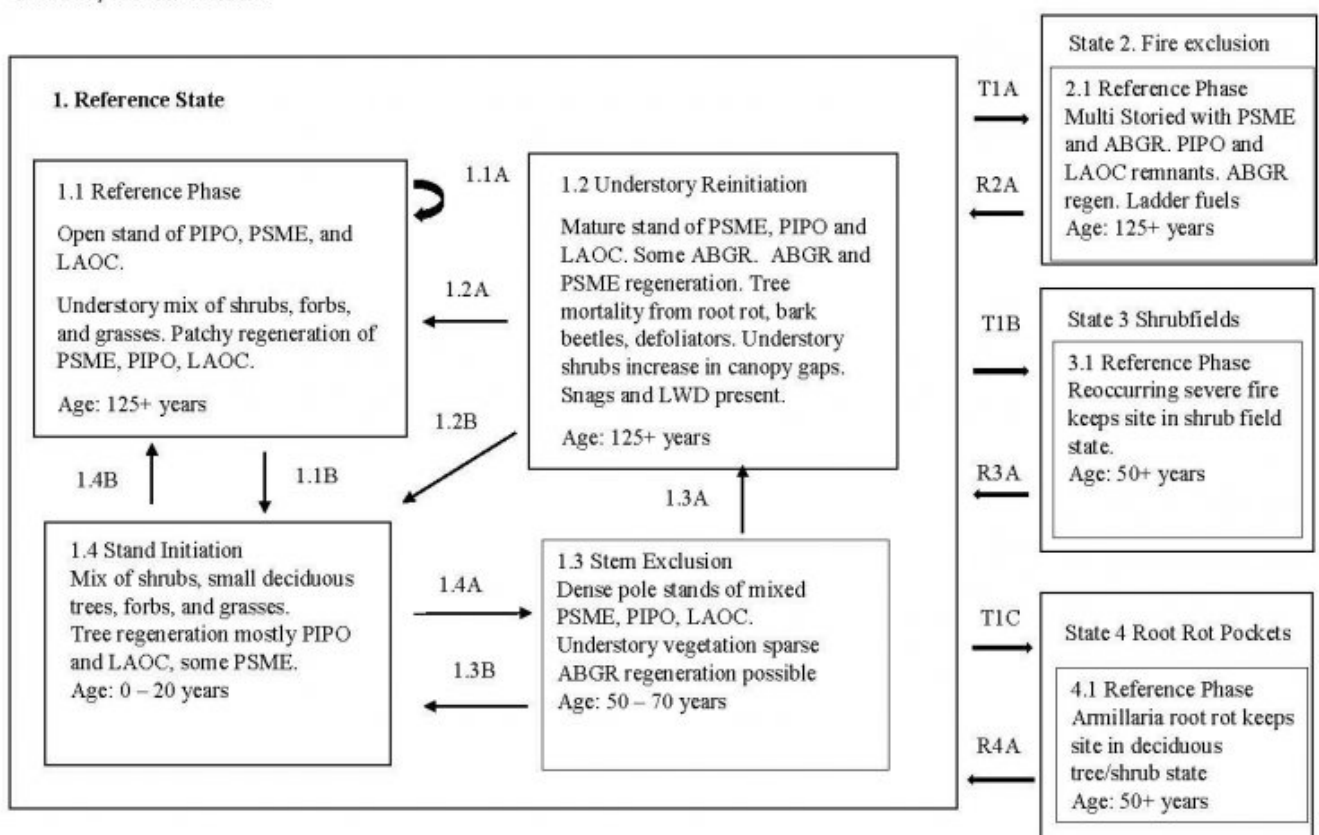 1. Reference State
1.1 Reference Phase
Open stand of PIPO, PSME, and
LAOC.
Understory mix of shrubs, forbs,
and grasses. Patchy regeneration of
PSME, PIPO, LAOC.
Age: 125+ years
1.1A
1.2A
1.2B
1.2 Understory Reinitiation
Mature stand of PSME, PIPO and
LAOC. Some ABGR. ABGR and
PSME regeneration. Tree
mortality from root rot, bark
beetles, defoliators. Understory
shrubs increase in canopy gaps.
Snags and LWD present.
Age: 125+ years
1.4B
1.1B
1.3A
1.4 Stand Initiation
Mix of shrubs, small deciduous
trees, forbs, and grasses.
Tree regeneration mostly PIPO
and LAOC, some PSME.
Age: 0 – 20 years
1.4A
1.3B
1.3 Stem Exclusion
Dense pole stands of mixed
PSME, PIPO, LAOC.
Understory vegetation sparse
ABGR regeneration possible
Age: 50 – 70 years
T1A
R2A
State 2. Fire exclusion
2.1 Reference Phase
Multi Storied with PSME
and ABGR. PIPO and
LAOC remnants. ABGR
regen. Ladder fuels
Age: 125+ years
T1B
R3A
State 3 Shrubfields
3.1 Reference Phase
Reoccurring severe fire
keeps site in shrub field
state.
Age: 50+ years
T1C
R4A
State 4 Root Rot Pockets
4.1 Reference Phase
Armillaria root rot keeps
site in deciduous
tree/shrub state
Age: 50+ years